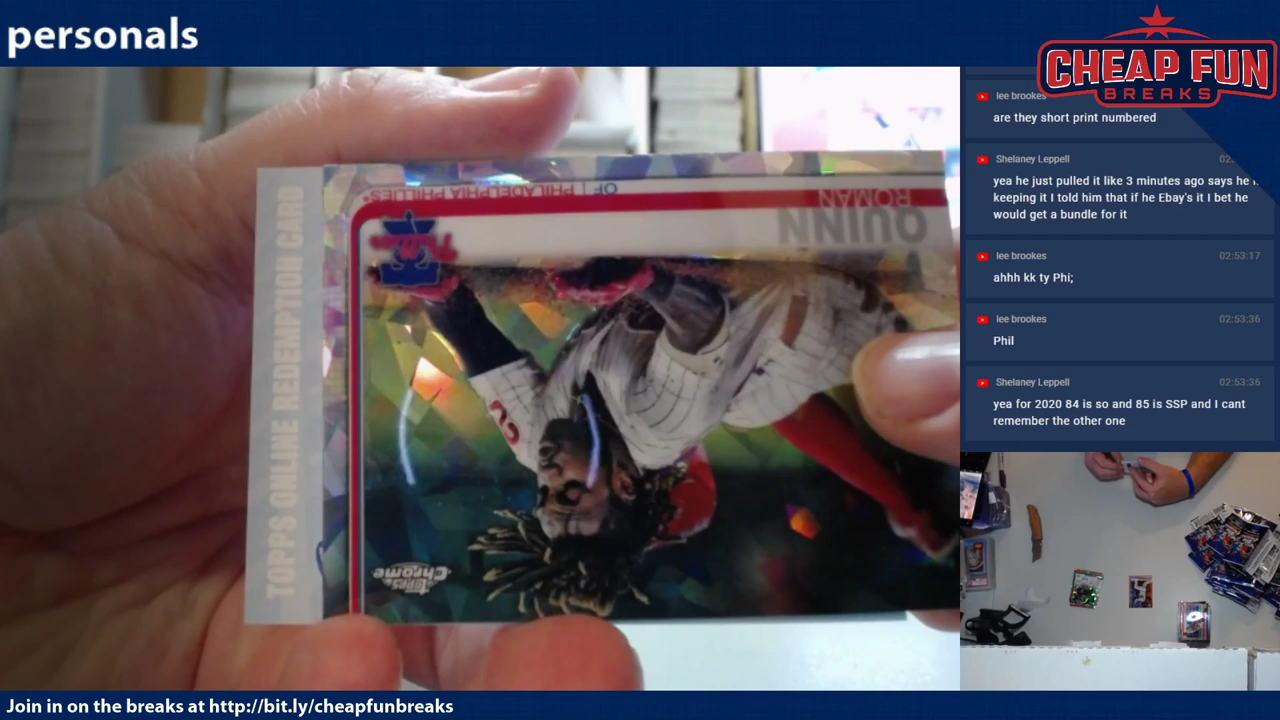 personals
CHEAP FUN
BREAKS
lee brookes
are they short print numbered
Shelaney Leppell 02:
yea he just pulled it like 3 minutes ago says he
keeping it I told him that if he Ebay's it I bet he
would get a bundle for it
lee brookes 02:53:17
ahhh kk ty Phi;
lee brookes 02:53:36
Phil
Shelaney Leppell 02:53:36
yea for 2020 84 is so and 85 is SSP and I cant
remember the other one
TOPPS ONLINE REDEMPTION CARD
OF | PHILADELPHIA PHILLIES
ROMAN
QUINN
Phillies
2
Topps
Chrome
Join in on the breaks at http://bit.ly/cheapfunbreaks